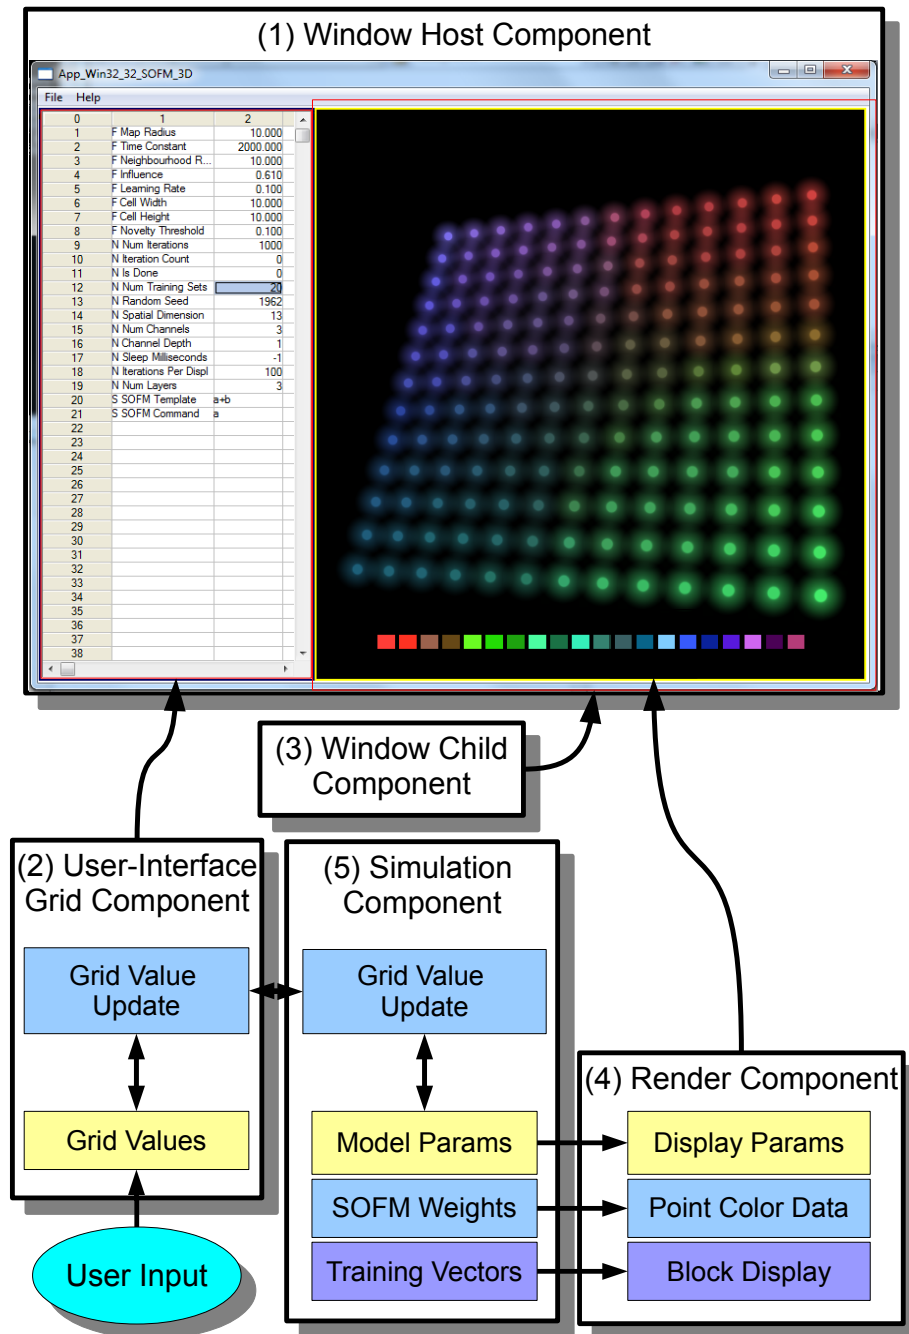 (1) Window Host Component
App_Win32_32_SOFM_3D
File Help
0 1 2
1 F Map Radius 10.000
2 F Time Constant 2000.000
3 F Neighbourhood R... 10.000
4 F Influence 0.610
5 F Learning Rate 0.100
6 F Cell Width 10.000
7 F Cell Height 10.000
8 F Novelty Threshold 0.100
9 N Num Iterations 1000
10 N Iteration Count 0
11 N Is Done 0
12 N Num Training Sets 20
13 N Random Seed 1962
14 N Spatial Dimension 13
15 N Num Channels 3
16 N Channel Depth 1
17 N Sleep Milliseconds -1
18 N Iterations Per Displ 100
19 N Num Layers 3
20 S SOFM Template a+b
21 S SOFM Command a
22
23
24
25
26
27
28
29
30
31
32
33
34
35
36
37
38
(3) Window Child
Component
(2) User-Interface
Grid Component
Grid Value
Update
Grid Values
User Input
(5) Simulation
Component
Grid Value
Update
Model Params
SOFM Weights
Training Vectors
(4) Render Component
Display Params
Point Color Data
Block Display